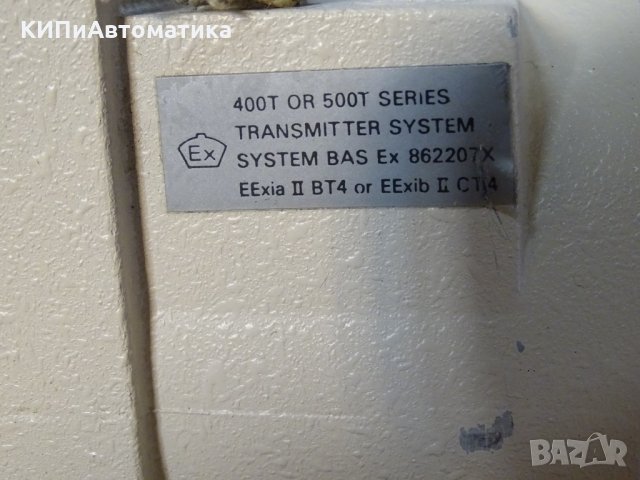 КИПиАвтоматика
400T OR 500T SERIES
TRANSMITTER SYSTEM
Ex
SYSTEM BAS Ex 862207X
EExia II BT4 or EExib II CT4
BAZAR